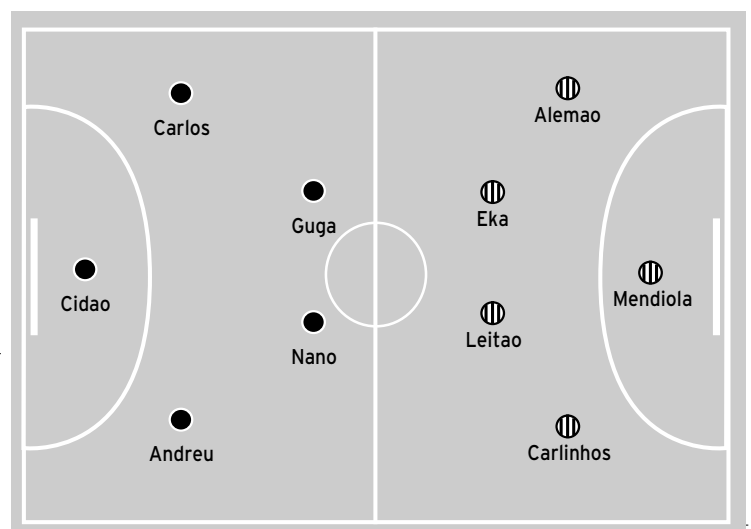 Carlos
Guga
Cidao
Nano
Andreu
Alemao
Eka
Mendiola
Leitao
Carlinhos